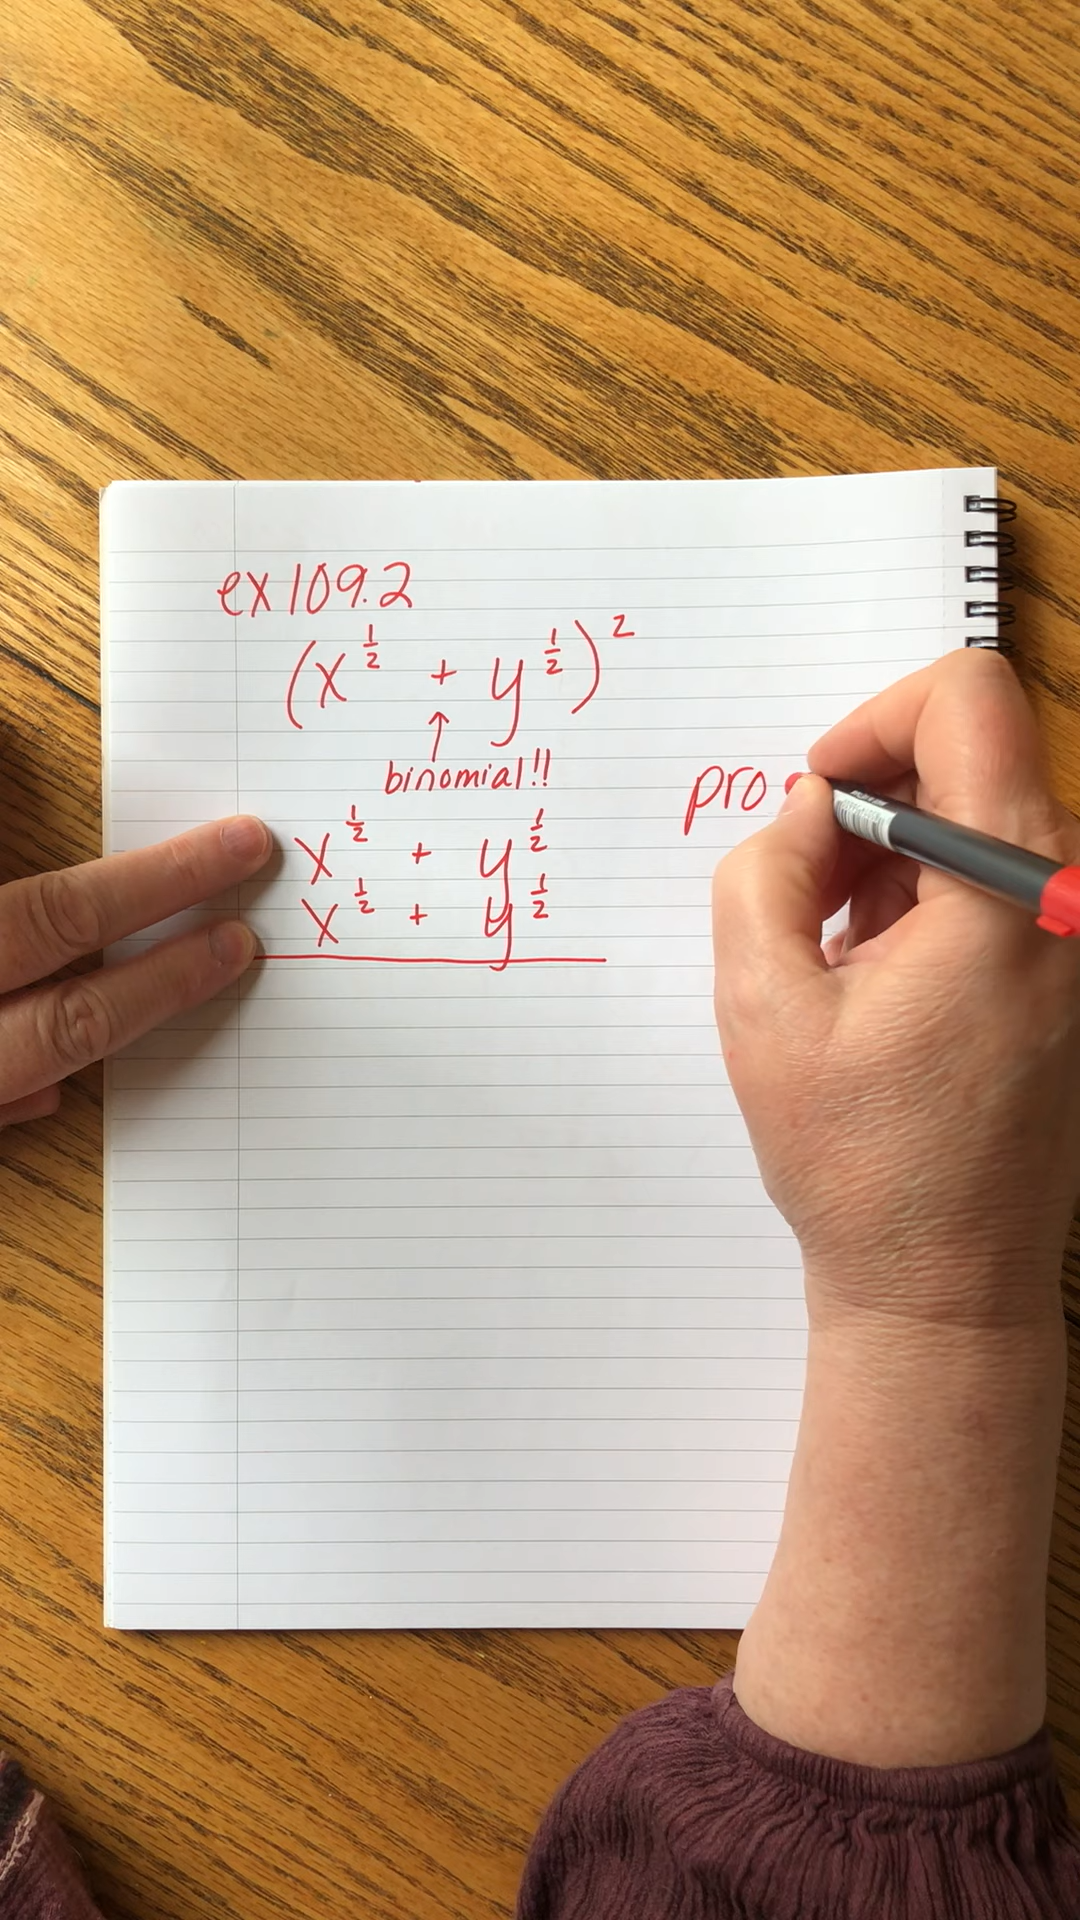 ex 109.2
(x^{1/2} + y^{1/2})^2
↑
binomial!!
pro
x^{1/2} + y^{1/2}
x^{1/2} + y^{1/2}